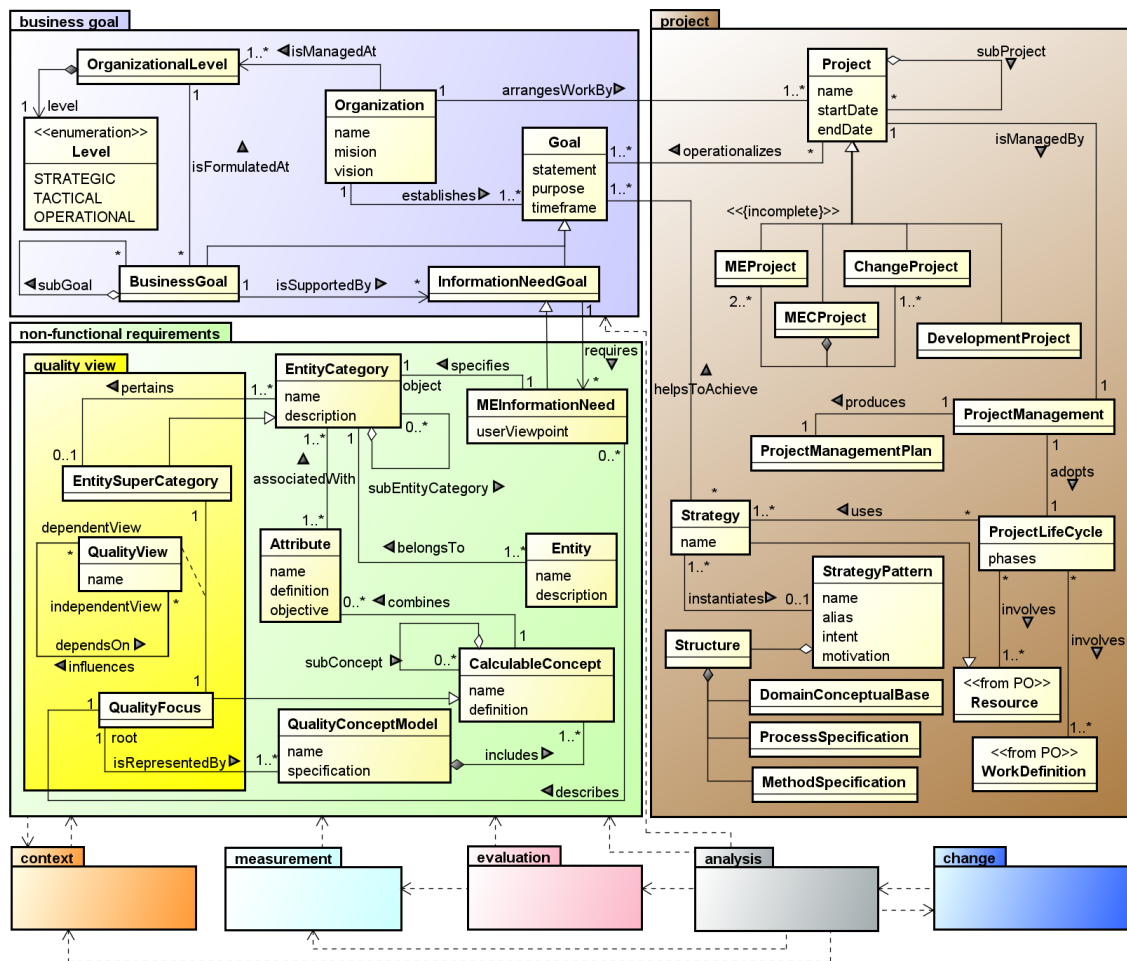 business goal
OrganizationalLevel
1..*
isManagedAt
1
level
<<enumeration>>
Level
STRATEGIC
TACTICAL
OPERATIONAL
1
isFormulatedAt
*
Organization
name
mision
vision
1
arrangesWorkBy
1..*
1
establishes
1..*
Goal
statement
purpose
timeframe
1..*
operationalizes
*
1..*
*
subGoal
BusinessGoal
1
isSupportedBy
*
InformationNeedGoal
1
project
Project
name
startDate
endDate
subProject
*
1
isManagedBy
<<{incomplete}>>
MEProject
ChangeProject
2..*
MECProject
1..*
DevelopmentProject
helpsToAchieve
1
produces
1
ProjectManagement
1
ProjectManagementPlan
1
adopts
1
*
Strategy
name
1..*
uses
*
ProjectLifeCycle
phases
1..*
instantiates
0..1
StrategyPattern
name
alias
intent
motivation
*
*
involves
involves
1..*
1..*
Structure
<<from PO>>
Resource
DomainConceptualBase
ProcessSpecification
MethodSpecification
<<from PO>>
WorkDefinition
non-functional requirements
quality view
pertains
1..*
0..1
EntityCategory
name
description
1
object
specifies
1
requires
*
MEInformationNeed
userViewpoint
0..*
0..*
subEntityCategory
1..*
associatedWith
1..*
1
EntitySuperCategory
1
dependentView
*
QualityView
name
independentView
*
dependsOn
influences
Attribute
name
definition
objective
belongsTo
1..*
Entity
name
description
0..*
combines
1
subConcept
0..*
CalculableConcept
name
definition
1
1
QualityFocus
1
root
isRepresentedBy
1..*
QualityConceptModel
name
specification
includes
1..*
describes
context
measurement
evaluation
analysis
change